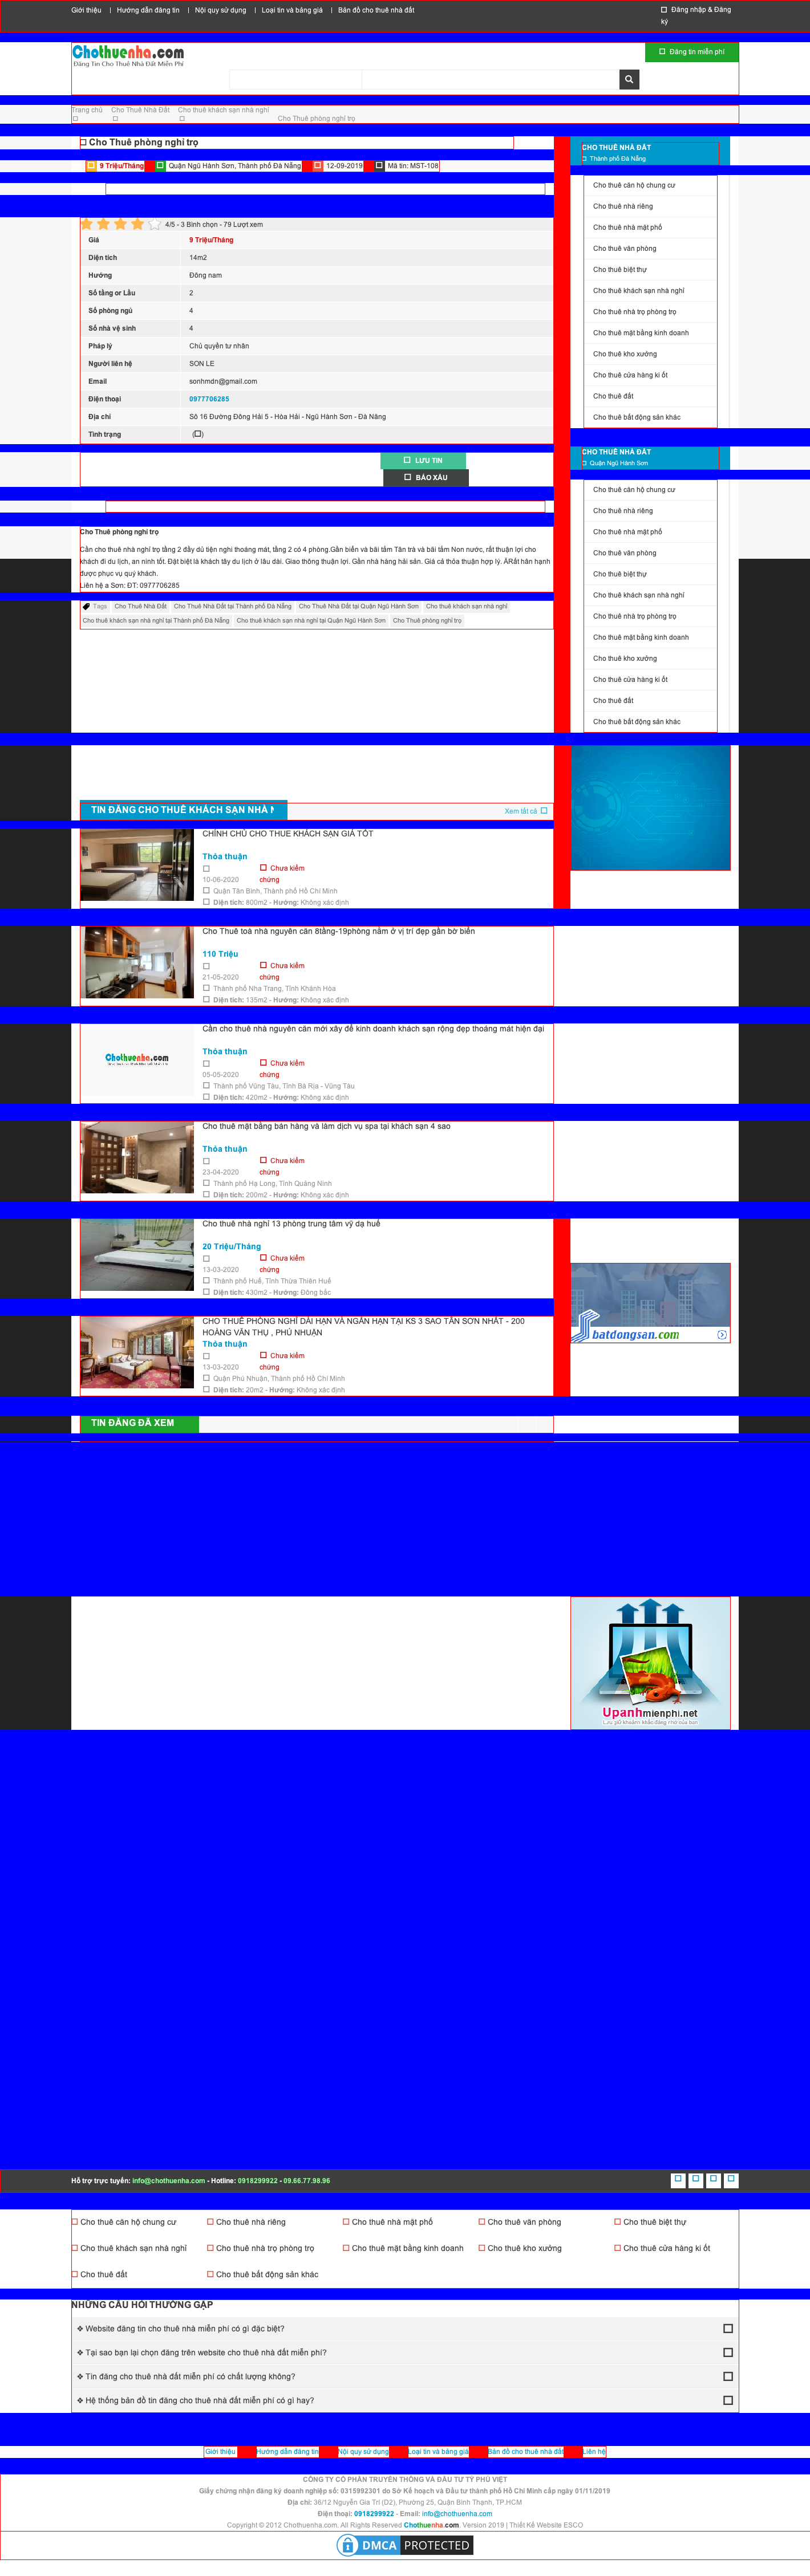 Giới thiệu | Hướng dẫn đăng tin | Nội quy sử dụng | Loại tin và bảng giá | Bản đồ cho thuê nhà đất
Đăng nhập & Đăng ký
Chothuenha.com
Đăng Tin Cho Thuê Nhà Đất Miễn Phí
Đăng tin miễn phí
Trang chủ
Cho Thuê Nhà Đất
Cho thuê khách sạn nhà nghỉ
Cho Thuê phòng nghỉ trọ
Cho Thuê phòng nghỉ trọ
9 Triệu/Tháng
Quận Ngũ Hành Sơn, Thành phố Đà Nẵng
12-09-2019
Mã tin: MST-108
4/5 - 3 Bình chọn - 79 Lượt xem
Giá 9 Triệu/Tháng
Diện tích 14m2
Hướng Đông nam
Số tầng or Lầu 2
Số phòng ngủ 4
Số nhà vệ sinh 4
Pháp lý Chủ quyền tư nhân
Người liên hệ SON LE
Email sonhmdn@gmail.com
Điện thoại 0977706285
Địa chỉ Số 16 Đường Đông Hải 5 - Hòa Hải - Ngũ Hành Sơn - Đà Nẵng
Tình trạng ()
LƯU TIN
BÁO XẤU
Cho Thuê phòng nghỉ trọ
Cần cho thuê nhà nghỉ trọ tầng 2 đầy đủ tiện nghi thoáng mát, tầng 2 có 4 phòng.Gần biển và bãi tắm Tân trà và bãi tắm Non nước, rất thuận lợi cho
khách đi du lịch, an ninh tốt. Đặt biệt là khách tây du lịch ở lâu dài. Giao thông thuận lợi. Gần nhà hàng hải sản. Giá cả thỏa thuận hợp lý. ÂRất hân hạnh
được phục vụ quý khách.
Liên hệ a Sơn: ĐT: 0977706285
Tags Cho Thuê Nhà Đất Cho Thuê Nhà Đất tại Thành phố Đà Nẵng Cho Thuê Nhà Đất tại Quận Ngũ Hành Sơn Cho thuê khách sạn nhà nghỉ
Cho thuê khách sạn nhà nghỉ tại Thành phố Đà Nẵng Cho thuê khách sạn nhà nghỉ tại Quận Ngũ Hành Sơn Cho Thuê phòng nghỉ trọ
CHO THUÊ NHÀ ĐẤT
Thành phố Đà Nẵng
Cho thuê căn hộ chung cư
Cho thuê nhà riêng
Cho thuê nhà mặt phố
Cho thuê văn phòng
Cho thuê biệt thự
Cho thuê khách sạn nhà nghỉ
Cho thuê nhà trọ phòng trọ
Cho thuê mặt bằng kinh doanh
Cho thuê kho xưởng
Cho thuê cửa hàng ki ốt
Cho thuê đất
Cho thuê bất động sản khác
CHO THUÊ NHÀ ĐẤT
Quận Ngũ Hành Sơn
Cho thuê căn hộ chung cư
Cho thuê nhà riêng
Cho thuê nhà mặt phố
Cho thuê văn phòng
Cho thuê biệt thự
Cho thuê khách sạn nhà nghỉ
Cho thuê nhà trọ phòng trọ
Cho thuê mặt bằng kinh doanh
Cho thuê kho xưởng
Cho thuê cửa hàng ki ốt
Cho thuê đất
Cho thuê bất động sản khác
TIN ĐĂNG CHO THUÊ KHÁCH SẠN NHÀ
Xem tất cả
CHÍNH CHỦ CHO THUE KHÁCH SẠN GIÁ TỐT
Thỏa thuận
10-06-2020
Chưa kiểm chứng
Quận Tân Bình, Thành phố Hồ Chí Minh
Diện tích: 800m2 - Hướng: Không xác định
Cho Thuê toà nhà nguyên căn 8tầng-19phòng nằm ở vị trí đẹp gần bờ biển
110 Triệu
21-05-2020
Chưa kiểm chứng
Thành phố Nha Trang, Tỉnh Khánh Hòa
Diện tích: 135m2 - Hướng: Không xác định
Cần cho thuê nhà nguyên căn mới xây để kinh doanh khách sạn rộng đẹp thoáng mát hiện đại
Chothuenha.com
Thỏa thuận
05-05-2020
Chưa kiểm chứng
Thành phố Vũng Tàu, Tỉnh Bà Rịa - Vũng Tàu
Diện tích: 420m2 - Hướng: Không xác định
Cho thuê mặt bằng bán hàng và làm dịch vụ spa tại khách sạn 4 sao
Thỏa thuận
23-04-2020
Chưa kiểm chứng
Thành phố Hạ Long, Tỉnh Quảng Ninh
Diện tích: 200m2 - Hướng: Không xác định
Cho thuê nhà nghỉ 13 phòng trung tâm vỹ dạ huế
20 Triệu/Tháng
13-03-2020
Chưa kiểm chứng
Thành phố Huế, Tỉnh Thừa Thiên Huế
Diện tích: 430m2 - Hướng: Đông bắc
batdongsan.com
CHO THUÊ PHÒNG NGHỈ DÀI HẠN VÀ NGẮN HẠN TẠI KS 3 SAO TÂN SƠN NHẤT - 200
HOÀNG VĂN THỤ , PHÚ NHUẬN
Thỏa thuận
13-03-2020
Chưa kiểm chứng
Quận Phú Nhuận, Thành phố Hồ Chí Minh
Diện tích: 20m2 - Hướng: Không xác định
TIN ĐĂNG ĐÃ XEM
Upanhmienphi.net
Lưu giữ khoảnh khắc đáng nhớ của bạn
Hỗ trợ trực tuyến: info@chothuenha.com - Hotline: 0918299922 - 09.66.77.98.96
Cho thuê căn hộ chung cư
Cho thuê nhà riêng
Cho thuê nhà mặt phố
Cho thuê văn phòng
Cho thuê biệt thự
Cho thuê khách sạn nhà nghỉ
Cho thuê nhà trọ phòng trọ
Cho thuê mặt bằng kinh doanh
Cho thuê kho xưởng
Cho thuê cửa hàng ki ốt
Cho thuê đất
Cho thuê bất động sản khác
NHỮNG CÂU HỎI THƯỜNG GẶP
❖ Website đăng tin cho thuê nhà miễn phí có gì đặc biệt?
❖ Tại sao bạn lại chọn đăng trên website cho thuê nhà đất miễn phí?
❖ Tin đăng cho thuê nhà đất miễn phí có chất lượng không?
❖ Hệ thống bản đồ tin đăng cho thuê nhà đất miễn phí có gì hay?
Giới thiệu
Hướng dẫn đăng tin
Nội quy sử dụng
Loại tin và bảng giá
Bản đồ cho thuê nhà đất
Liên hệ
CÔNG TY CỔ PHẦN TRUYỀN THÔNG VÀ ĐẦU TƯ TÝ PHÚ VIỆT
Giấy chứng nhận đăng ký doanh nghiệp số: 0315992301 do Sở Kế hoạch và Đầu tư thành phố Hồ Chí Minh cấp ngày 01/11/2019
Địa chỉ: 36/12 Nguyễn Gia Trí (D2), Phường 25, Quận Bình Thạnh, TP.HCM
Điện thoại: 0918299922 - Email: info@chothuenha.com
Copyright © 2012 Chothuenha.com. All Rights Reserved Chothuenha.com. Version 2019 | Thiết Kế Website ESCO
DMCA PROTECTED